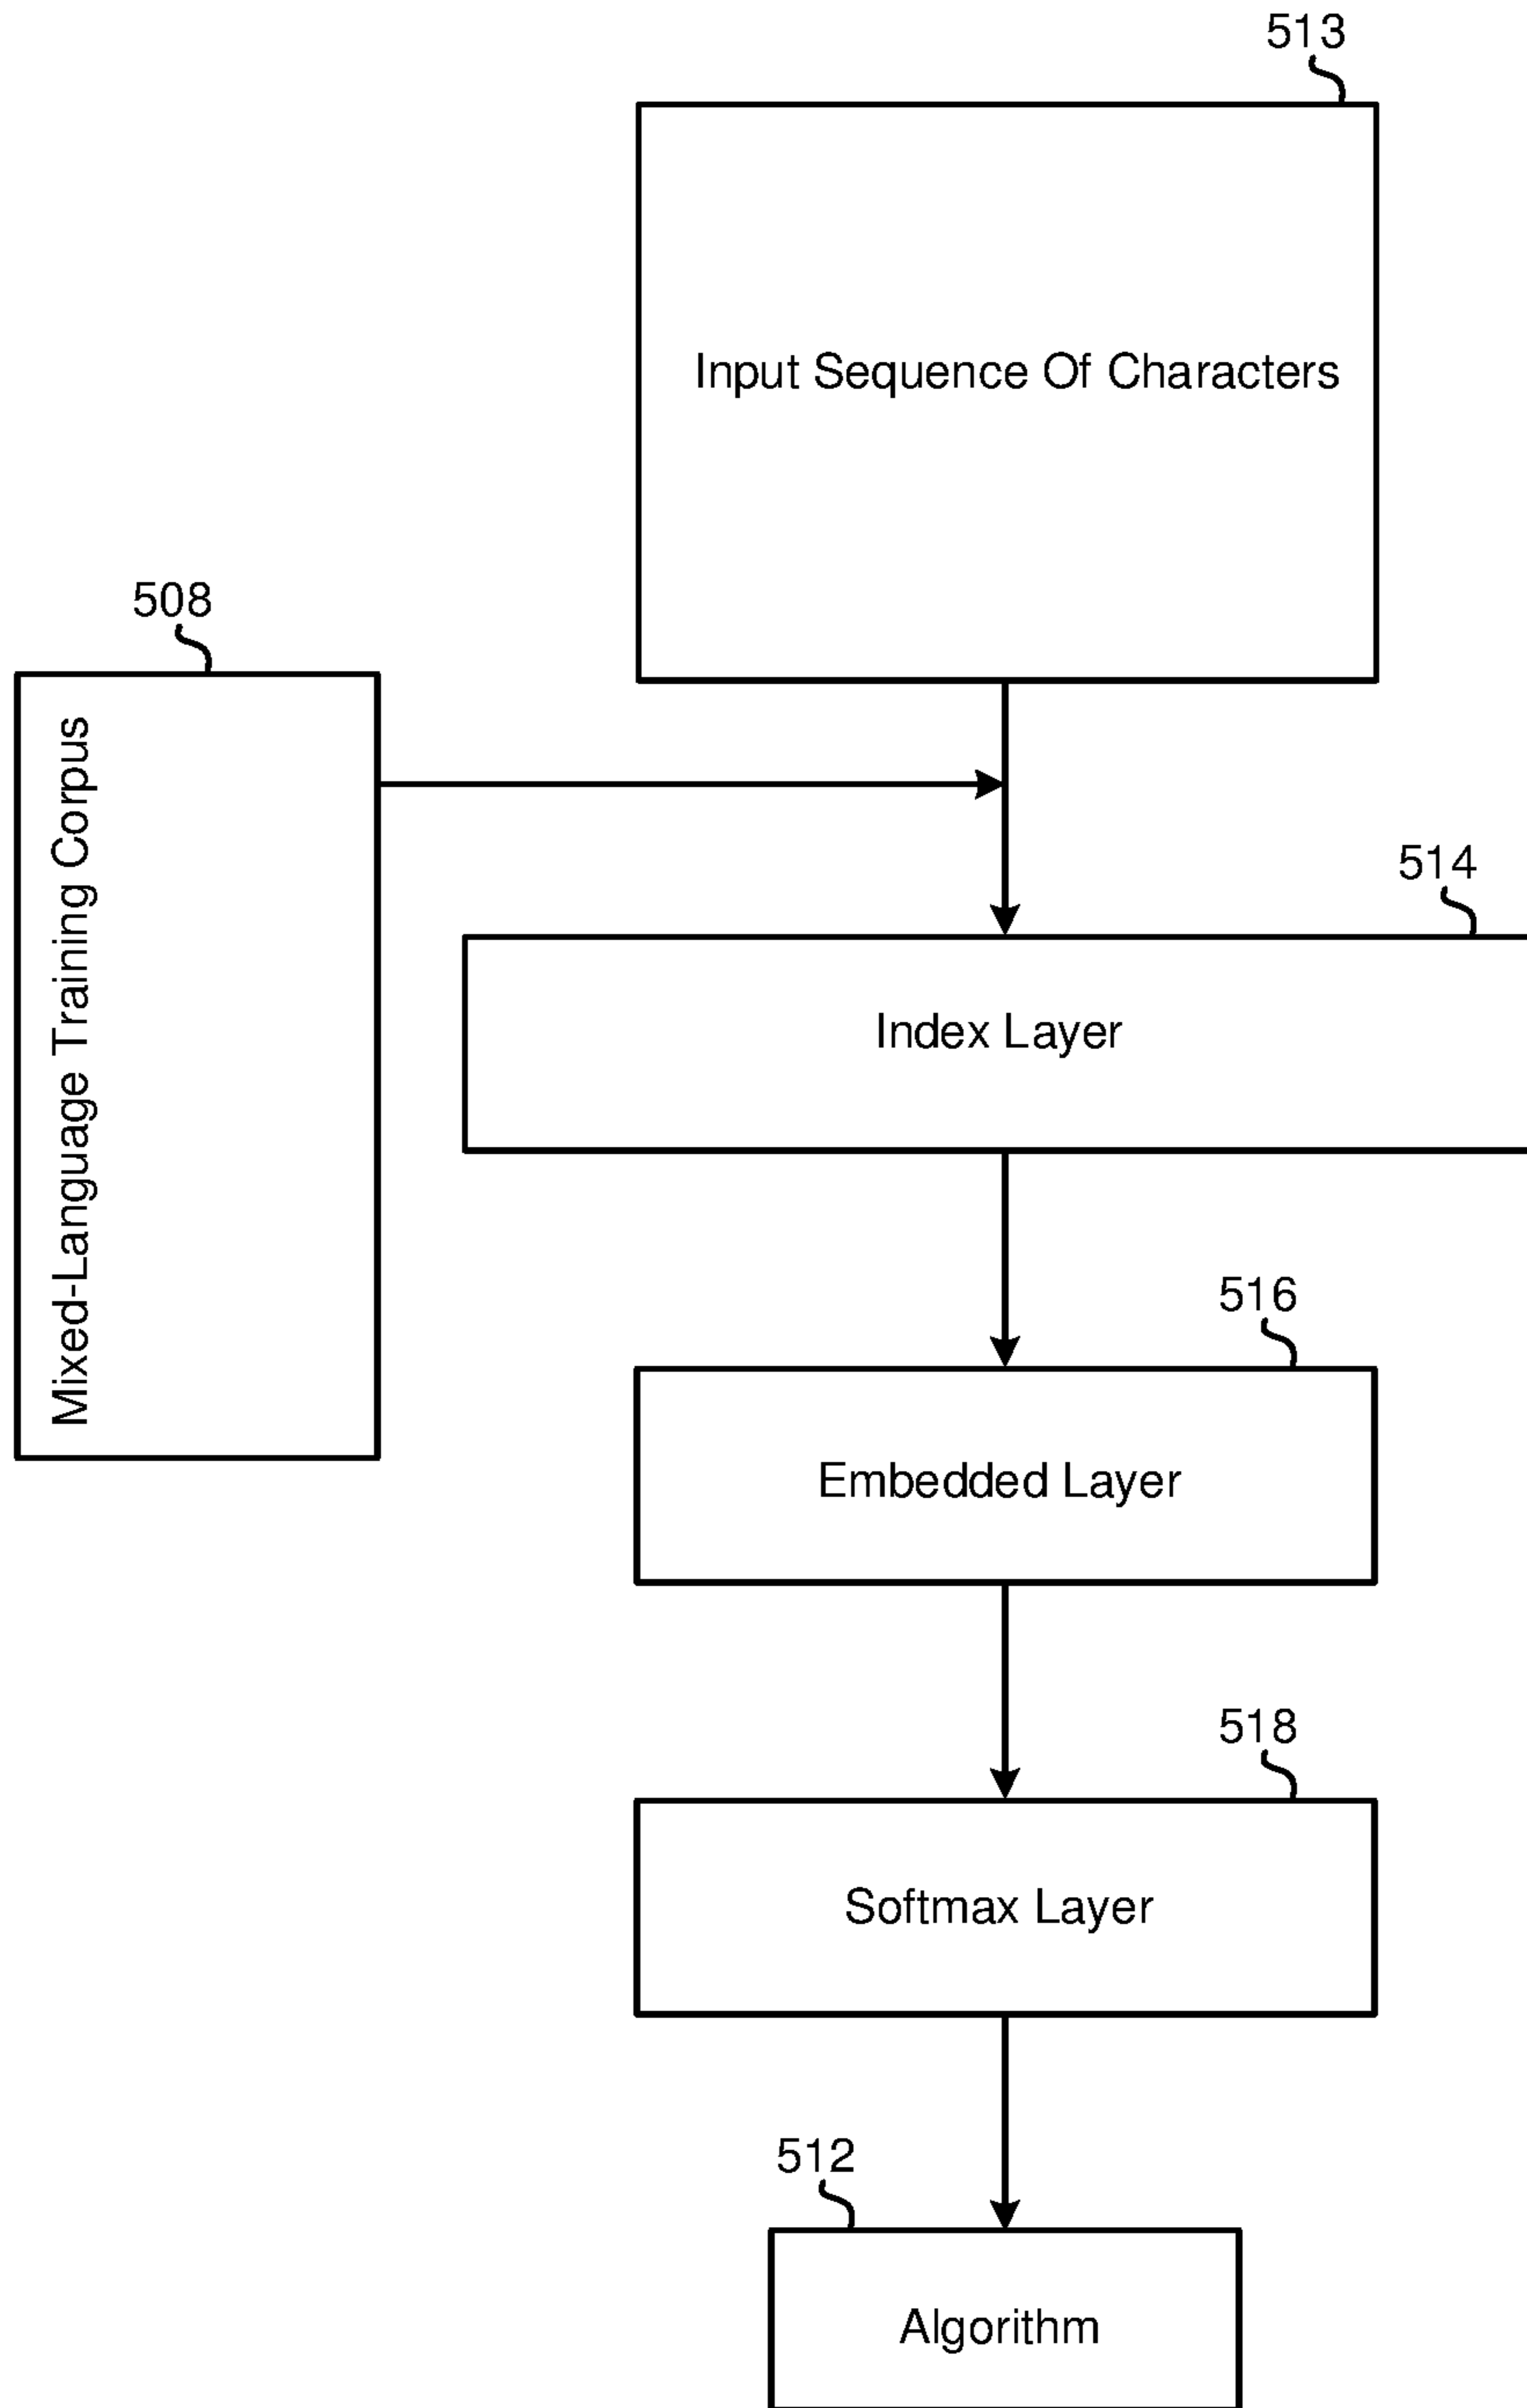 513
Input Sequence Of Characters
508
Mixed-Language Training Corpus
514
Index Layer
516
Embedded Layer
518
Softmax Layer
512
Algorithm